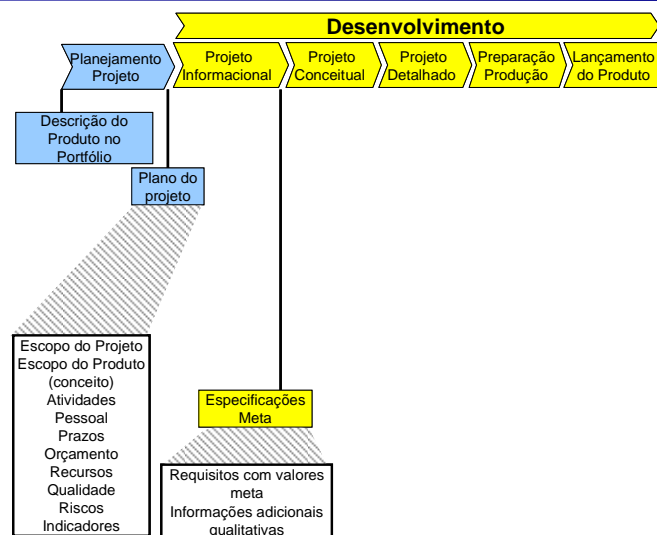 Desenvolvimento
Planejamento
Projeto
Projeto
Informacional
Projeto
Conceitual
Projeto
Detalhado
Preparação
Produção
Lançamento
do Produto
Descrição do
Produto no
Portfólio
Plano do
projeto
Escopo do Projeto
Escopo do Produto
(conceito)
Atividades
Pessoal
Prazos
Orçamento
Recursos
Qualidade
Riscos
Indicadores
Especificações
Meta
Requisitos com valores
meta
Informações adicionais
qualitativas